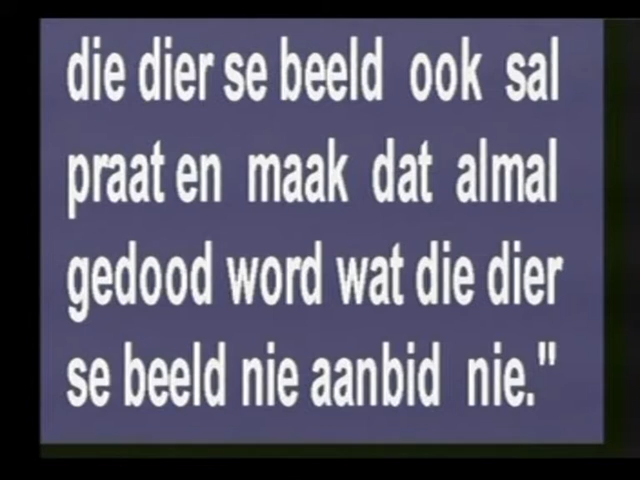 die dier se beeld ook sal
praat en maak dat almal
gedood word wat die dier
se beeld nie aanbid nie."